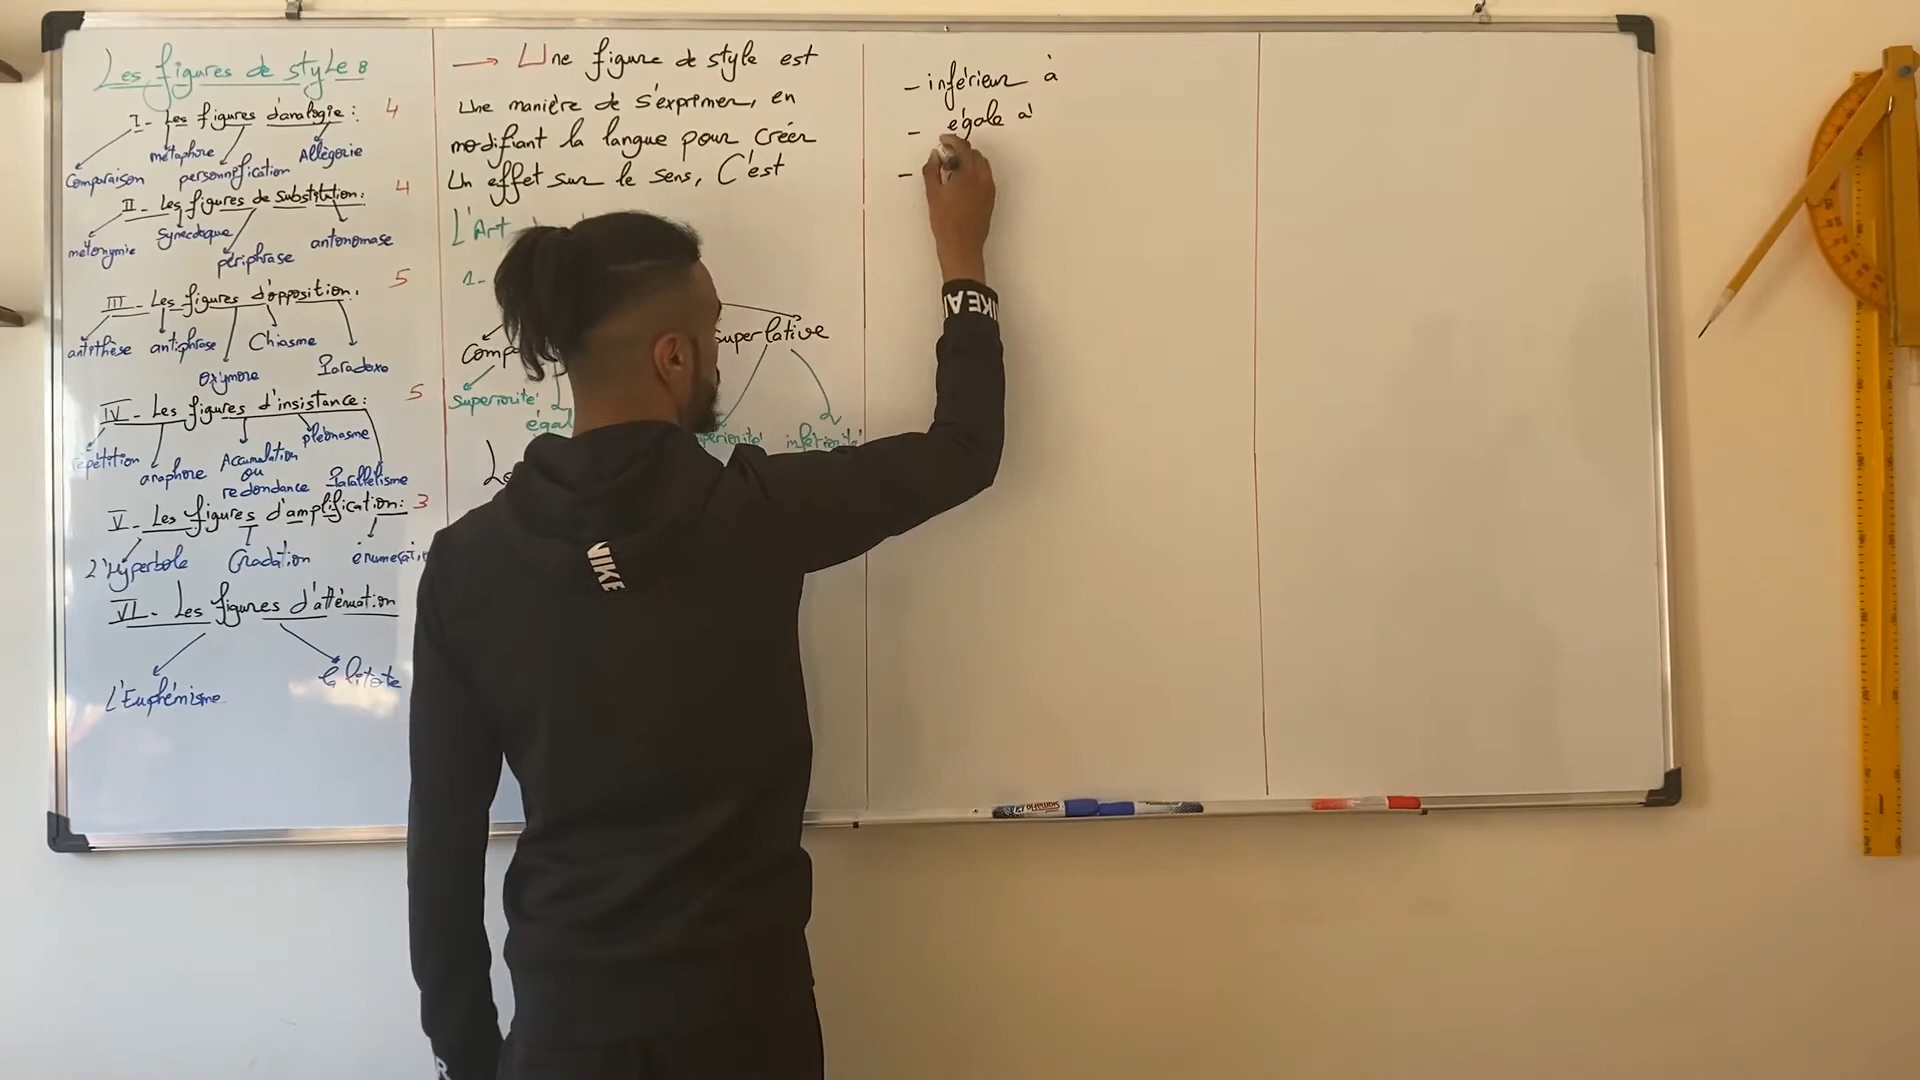 Les figures de style 8
I - Les figures d'analogie : 4
Comparaison métaphore personnification Allégorie
II - Les figures de substitution : 4
métonymie synecdoque périphrase antonomase
III - Les figures d'opposition. 5
antithèse antiphrase oxymore Chiasme Paradoxe
IV - Les figures d'insistance : 5
répétition anaphore Accumulation
ou
redondance
pléonasme Parallélisme
V - Les figures d'amplification : 3
L'Hyperbole Gradation
VI - Les figures d'atténuation
L'Euphémisme litote
→ Une figure de style est
Une manière de s'exprimer, en
modifiant la langue pour créer
Un effet sur le sens, C'est
L'Art
1-
Superlative
Superiorité
inferiorité
- inférieur à
- égale à
-
NIKE